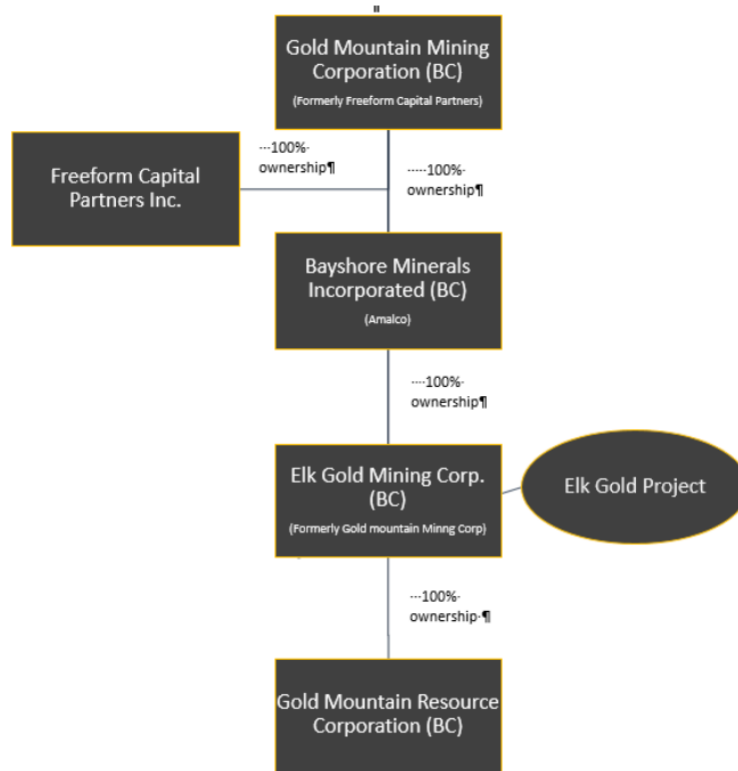 Gold Mountain Mining
Corporation (BC)
(Formerly Freeform Capital Partners)
···100%·
ownership¶
·····100%·
ownership¶
Freeform Capital
Partners Inc.
Bayshore Minerals
Incorporated (BC)
(Amalco)
····100%·
ownership¶
Elk Gold Mining Corp.
(BC)
(Formerly Gold mountain Minng Corp)
Elk Gold Project
···100%·
ownership·¶
Gold Mountain Resource
Corporation (BC)